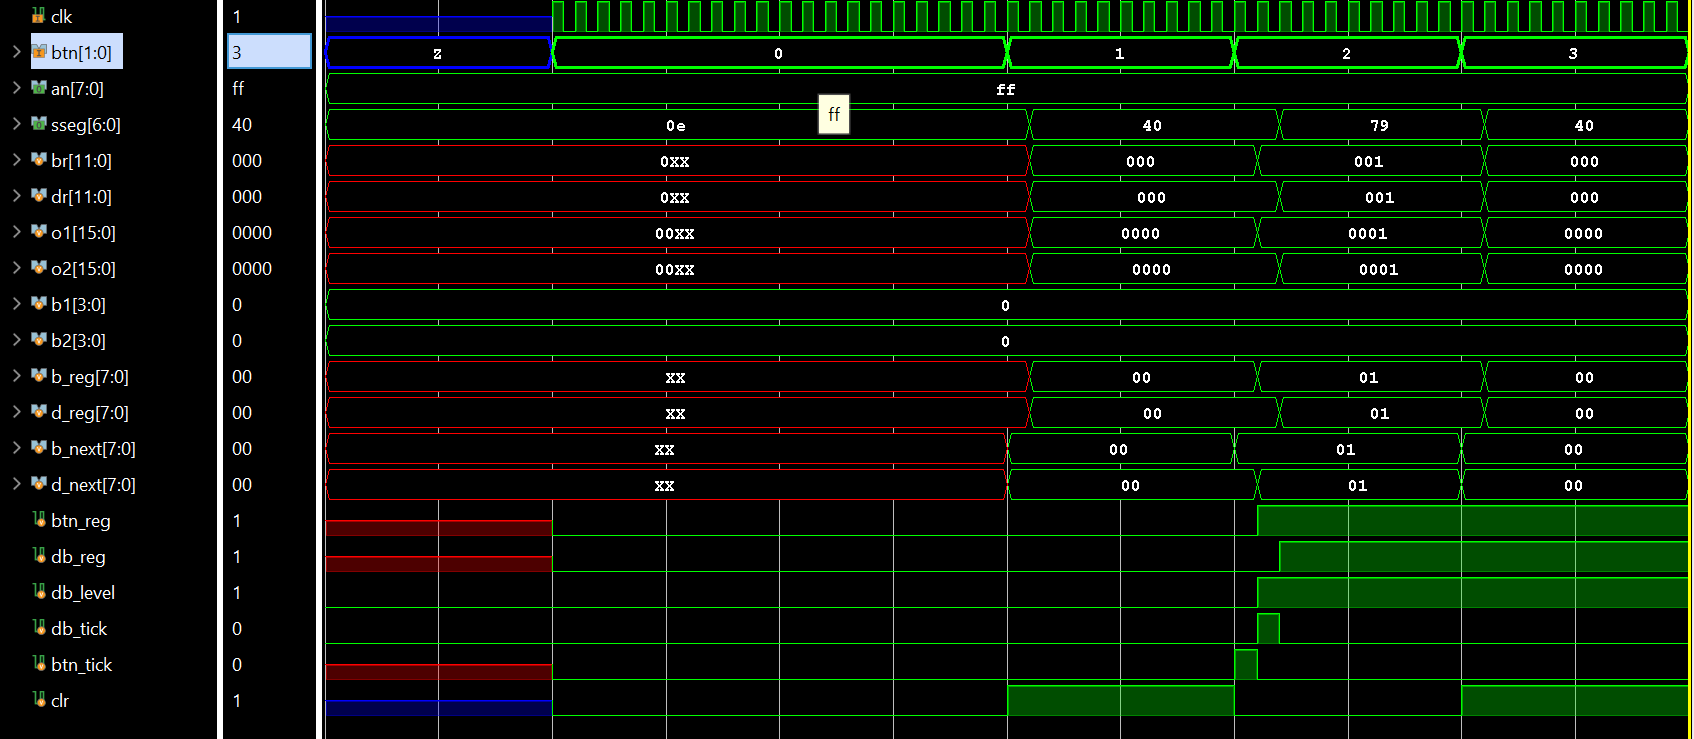 clk 1
btn[1:0] 3 Z 0 1 2 3
an[7:0] ff ff
ff
sseg[6:0] 40 0e 40 79 40
br[11:0] 000 0XX 000 001 000
dr[11:0] 000 0XX 000 001 000
o1[15:0] 0000 00XX 0000 0001 0000
o2[15:0] 0000 00XX 0000 0001 0000
b1[3:0] 0 0
b2[3:0] 0 0
b_reg[7:0] 00 XX 00 01 00
d_reg[7:0] 00 XX 00 01 00
b_next[7:0] 00 XX 00 01 00
d_next[7:0] 00 XX 00 01 00
btn_reg 1
db_reg 1
db_level 1
db_tick 0
btn_tick 0
clr 1